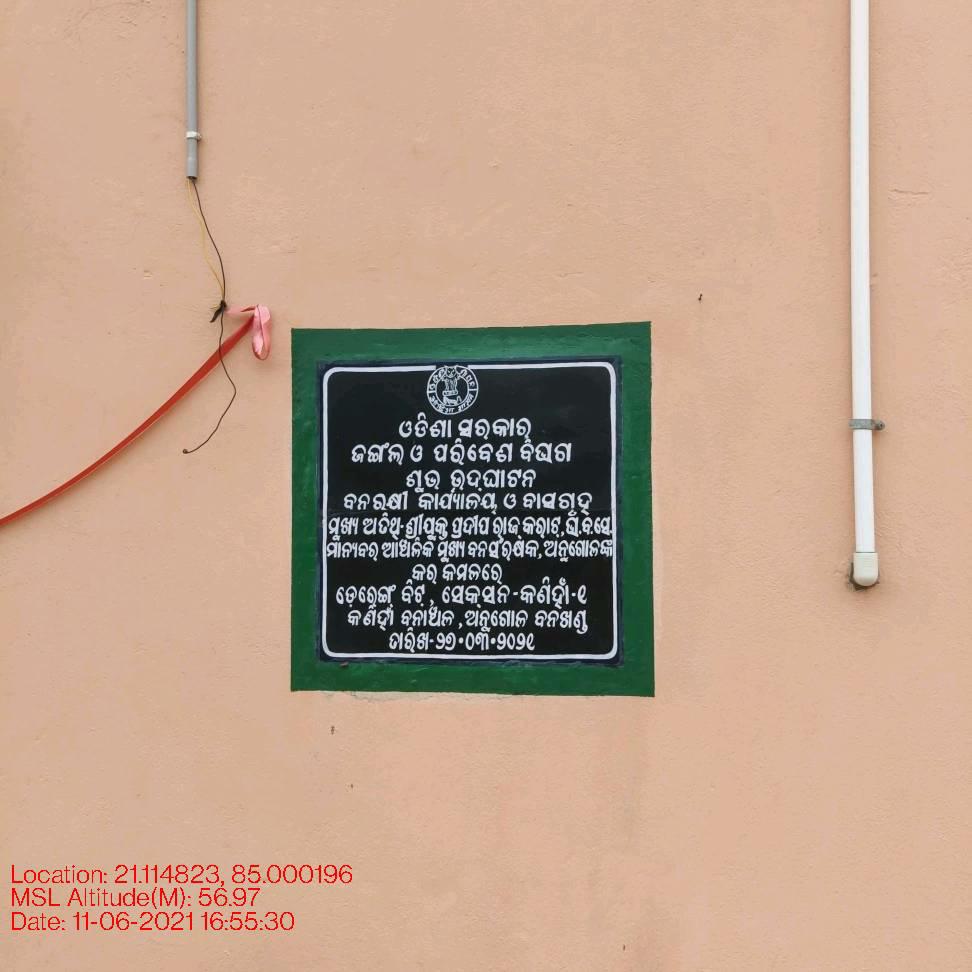 ଓଡିଶା ସରକାର
ଜଙ୍ଗଲ ଓ ପରିବେଶ ବିଭାଗ
ଶୁଭ ଉଦ୍‌ଘାଟନ
ବନରକ୍ଷୀ କାର୍ଯ୍ୟାଳୟ ଓ ବାସଗୃହ
ମୁଖ୍ୟ ଅତିଥି-ଶ୍ରୀଯୁକ୍ତ ପ୍ରଦୀପ ରାଜ କରାଟ୍,ଭା.ବ.ସେ.
ମାନ୍ୟବର ଆଞ୍ଚଳିକ ମୁଖ୍ୟ ବନସଂରକ୍ଷକ, ଅନୁଗୋଳଙ୍କ
କର କମଳରେ
ଡେରେଙ୍ଗ ବିଟ୍, ସେକ୍ସନ-କଣିହାଁ-୧
କଣିହାଁ ବନାଞ୍ଚଳ, ଅନୁଗୋଳ ବନଖଣ୍ଡ
ତାରିଖ-୨୭.୦୩.୨୦୨୧
Location: 21.114823, 85.000196
MSL Altitude(M): 56.97
Date: 11-06-2021 16:55:30